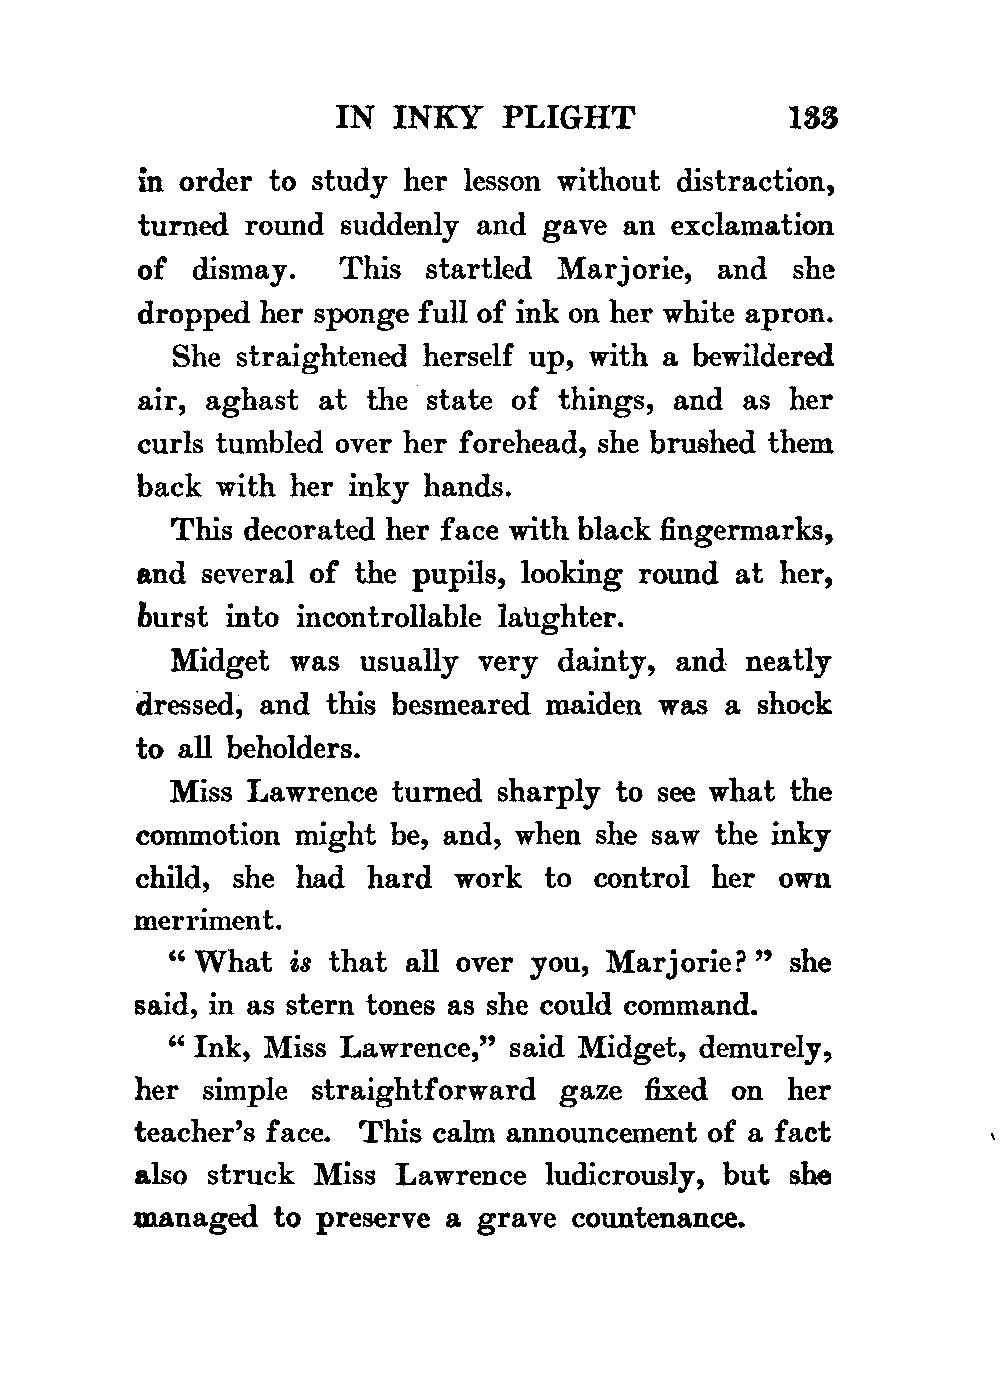 IN INKY PLIGHT 133
in order to study her lesson without distraction,
turned round suddenly and gave an exclamation
of dismay. This startled Marjorie, and she
dropped her sponge full of ink on her white apron.
She straightened herself up, with a bewildered
air, aghast at the state of things, and as her
curls tumbled over her forehead, she brushed them
back with her inky hands.
This decorated her face with black fingermarks,
and several of the pupils, looking round at her,
burst into incontrollable laughter.
Midget was usually very dainty, and neatly
dressed, and this besmeared maiden was a shock
to all beholders.
Miss Lawrence turned sharply to see what the
commotion might be, and, when she saw the inky
child, she had hard work to control her own
merriment.
“ What is that all over you, Marjorie? ” she
said, in as stern tones as she could command.
“ Ink, Miss Lawrence,” said Midget, demurely,
her simple straightforward gaze fixed on her
teacher’s face. This calm announcement of a fact
also struck Miss Lawrence ludicrously, but she
managed to preserve a grave countenance.